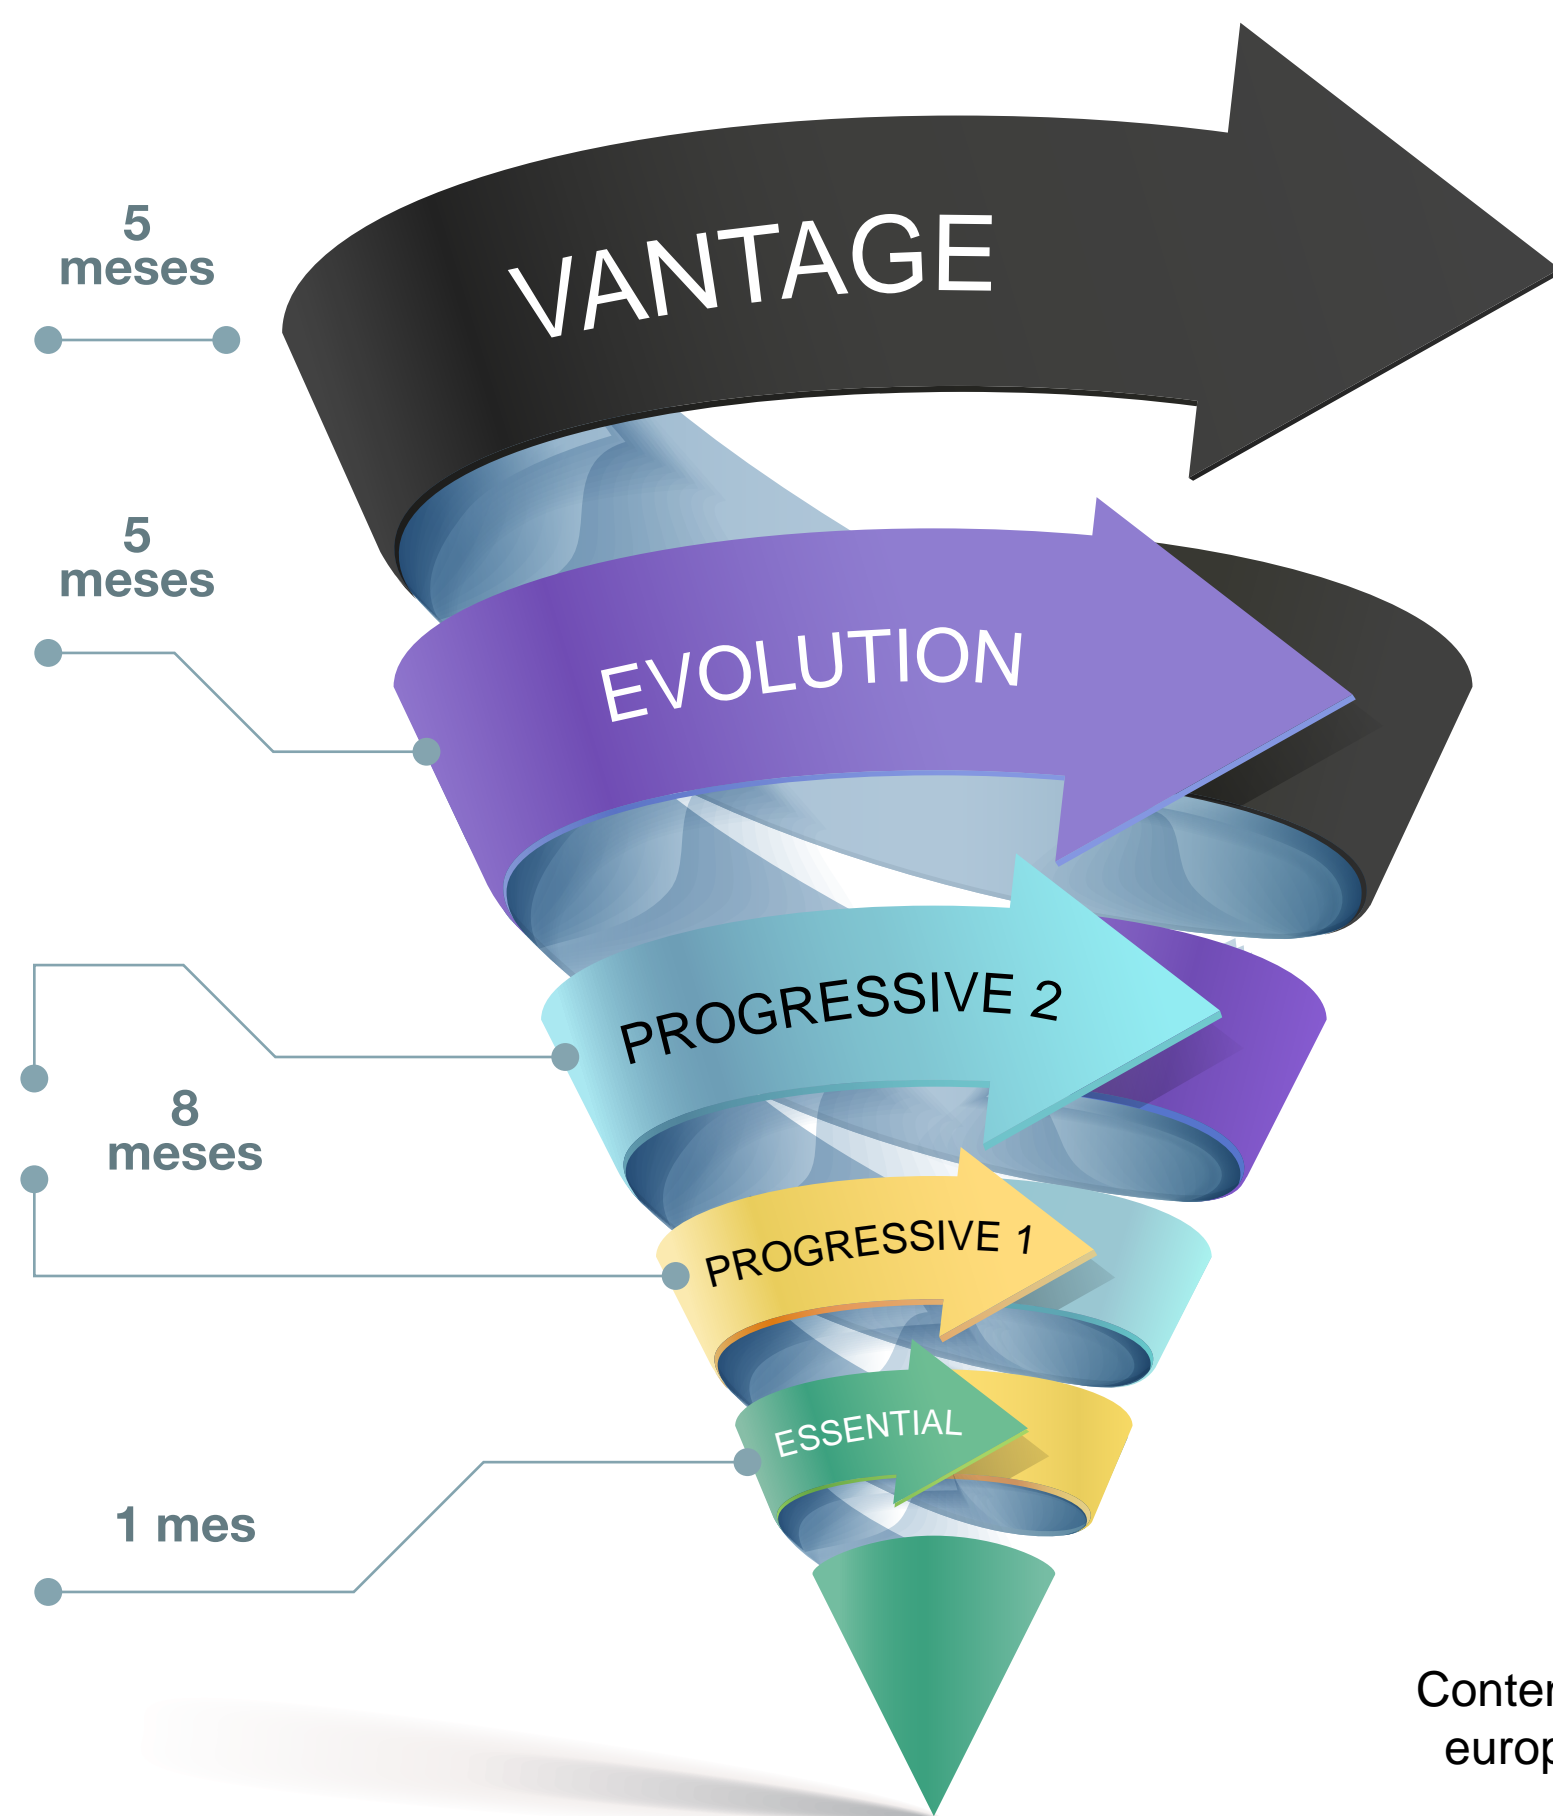 5
meses
VANTAGE
5
meses
EVOLUTION
PROGRESSIVE 2
8
meses
PROGRESSIVE 1
ESSENTIAL
1 mes